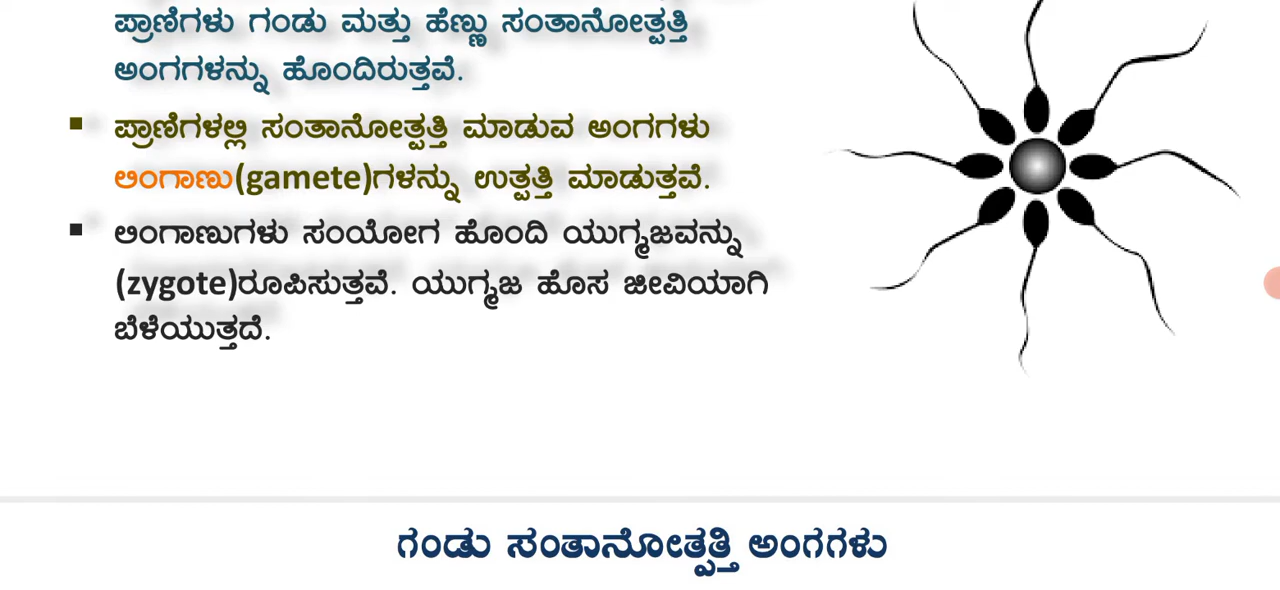 ಪ್ರಾಣಿಗಳು ಗಂಡು ಮತ್ತು ಹೆಣ್ಣು ಸಂತಾನೋತ್ಪತ್ತಿ
ಅಂಗಗಳನ್ನು ಹೊಂದಿರುತ್ತವೆ.
▪ ಪ್ರಾಣಿಗಳಲ್ಲಿ ಸಂತಾನೋತ್ಪತ್ತಿ ಮಾಡುವ ಅಂಗಗಳು
ಲಿಂಗಾಣು(gamete)ಗಳನ್ನು ಉತ್ಪತ್ತಿ ಮಾಡುತ್ತವೆ.
▪ ಲಿಂಗಾಣುಗಳು ಸಂಯೋಗ ಹೊಂದಿ ಯುಗ್ಮಜವನ್ನು
(zygote)ರೂಪಿಸುತ್ತವೆ. ಯುಗ್ಮಜ ಹೊಸ ಜೀವಿಯಾಗಿ
ಬೆಳೆಯುತ್ತದೆ.
ಗಂಡು ಸಂತಾನೋತ್ಪತ್ತಿ ಅಂಗಗಳು